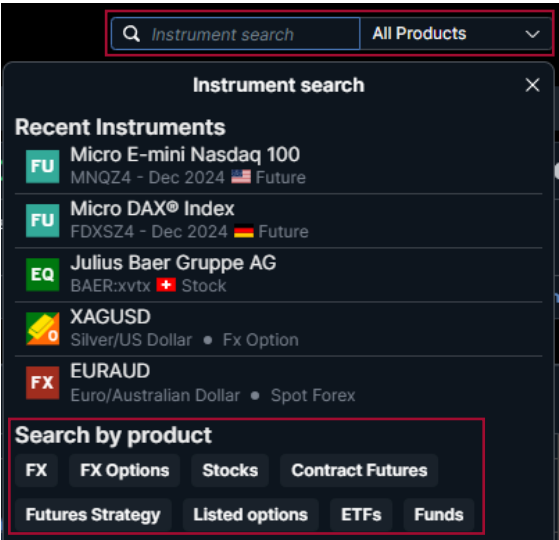 Instrument search All Products
Instrument search
Recent Instruments
FU Micro E-mini Nasdaq 100
MNQZ4 - Dec 2024 Future
FU Micro DAX® Index
FDXSZ4 - Dec 2024 Future
EQ Julius Baer Gruppe AG
BAER:xvtx Stock
XAGUSD
Silver/US Dollar ● Fx Option
FX EURAUD
Euro/Australian Dollar ● Spot Forex
Search by product
FX FX Options Stocks Contract Futures
Futures Strategy Listed options ETFs Funds